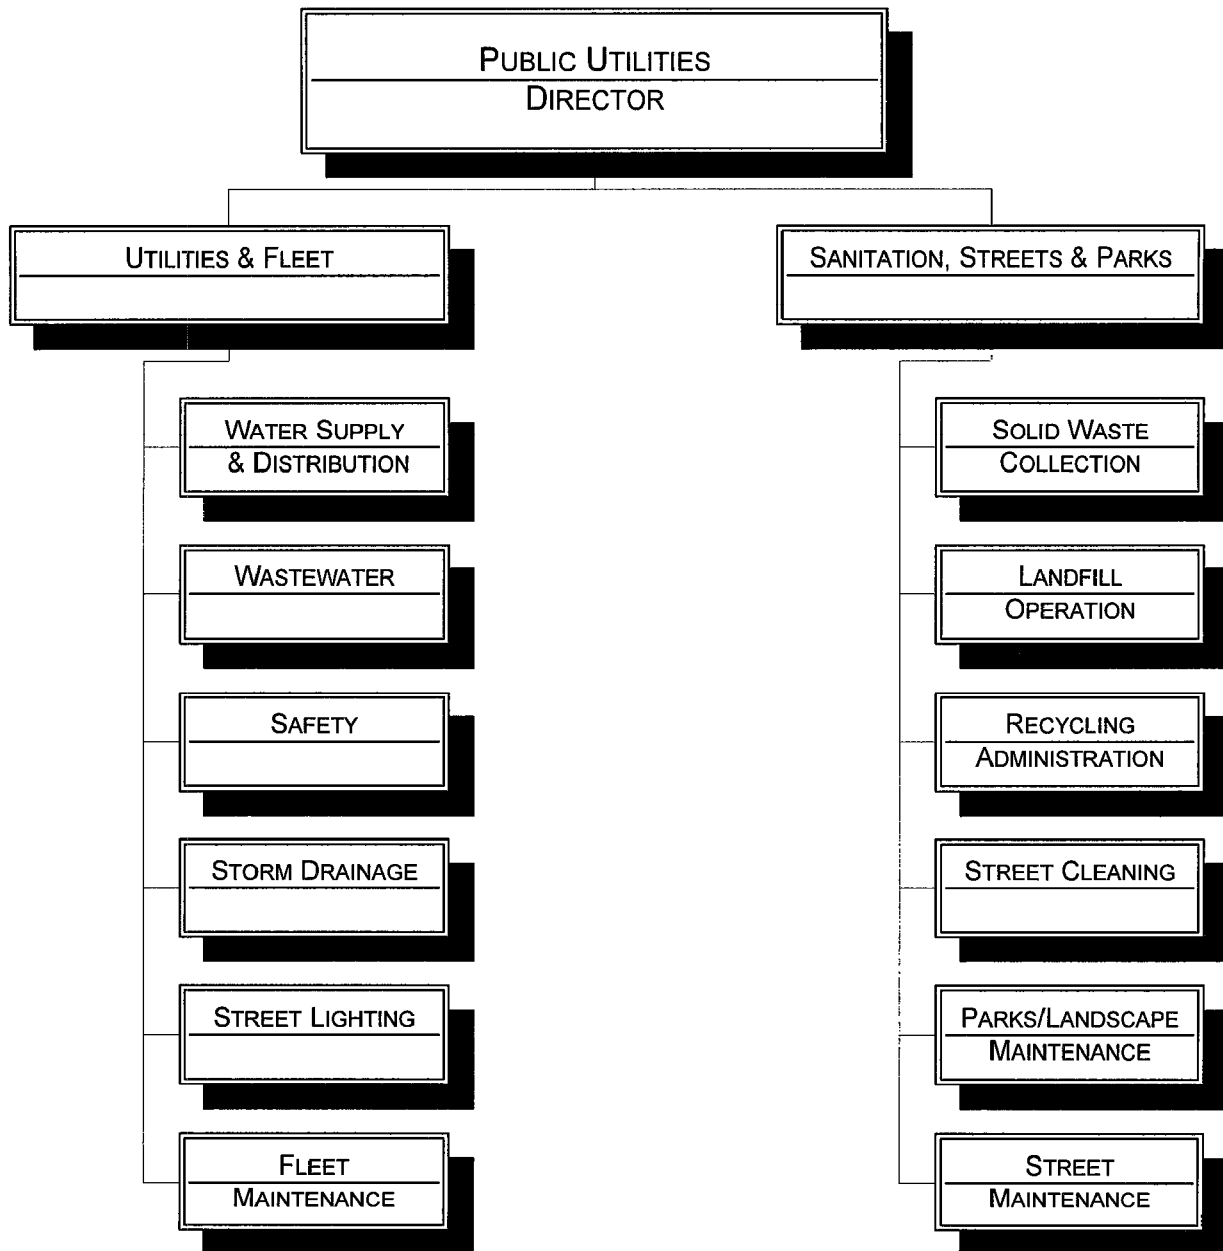 PUBLIC UTILITIES
DIRECTOR
UTILITIES & FLEET
WATER SUPPLY
& DISTRIBUTION
WASTEWATER
SAFETY
STORM DRAINAGE
STREET LIGHTING
FLEET
MAINTENANCE
SANITATION, STREETS & PARKS
SOLID WASTE
COLLECTION
LANDFILL
OPERATION
RECYCLING
ADMINISTRATION
STREET CLEANING
PARKS/LANDSCAPE
MAINTENANCE
STREET
MAINTENANCE